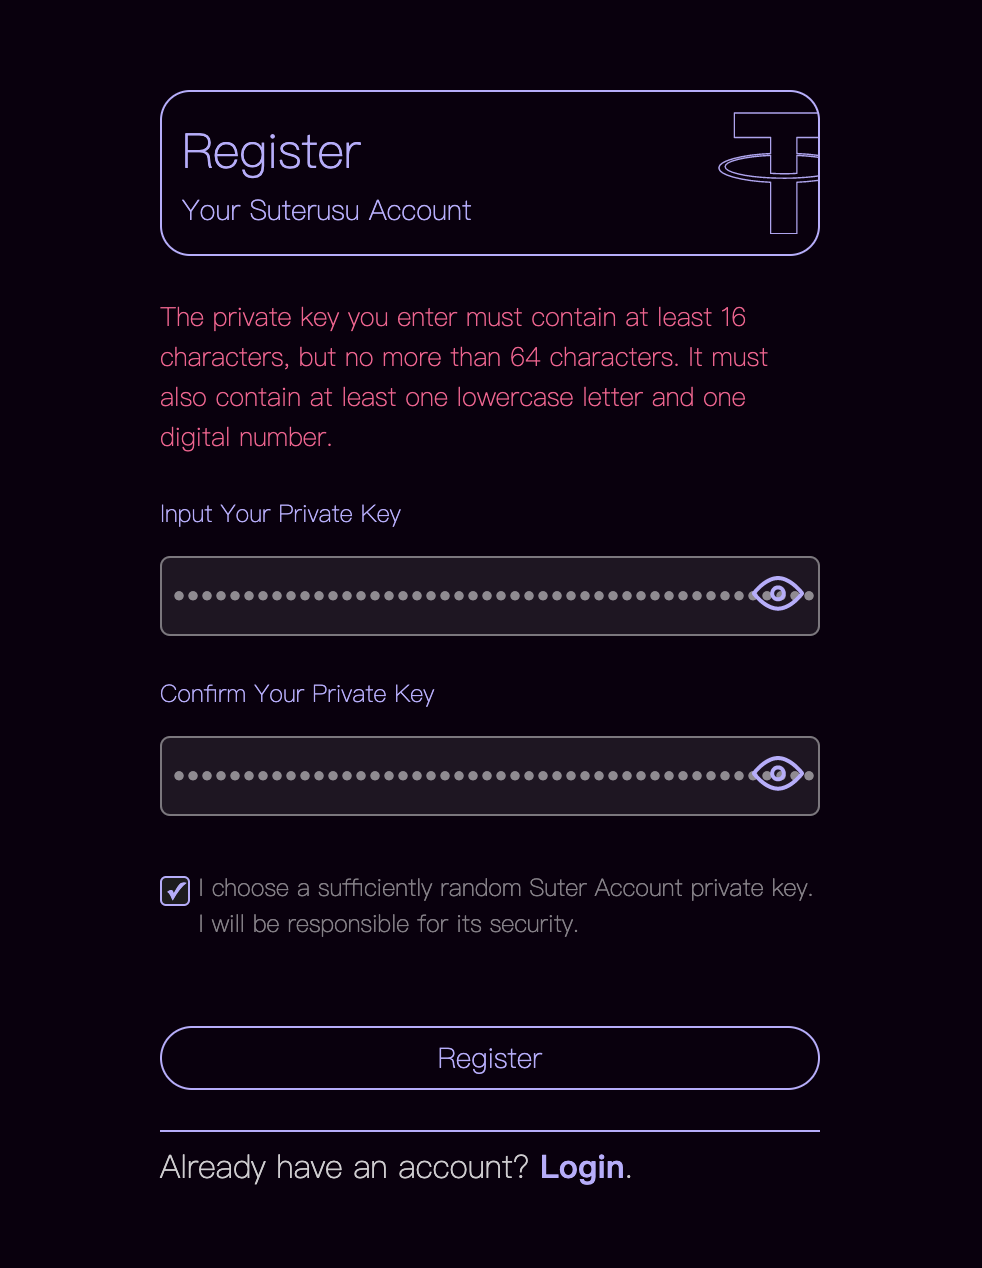 Register
Your Suterusu Account
The private key you enter must contain at least 16
characters, but no more than 64 characters. It must
also contain at least one lowercase letter and one
digital number.
Input Your Private Key
Confirm Your Private Key
I choose a sufficiently random Suter Account private key.
I will be responsible for its security.
Register
Already have an account? Login.